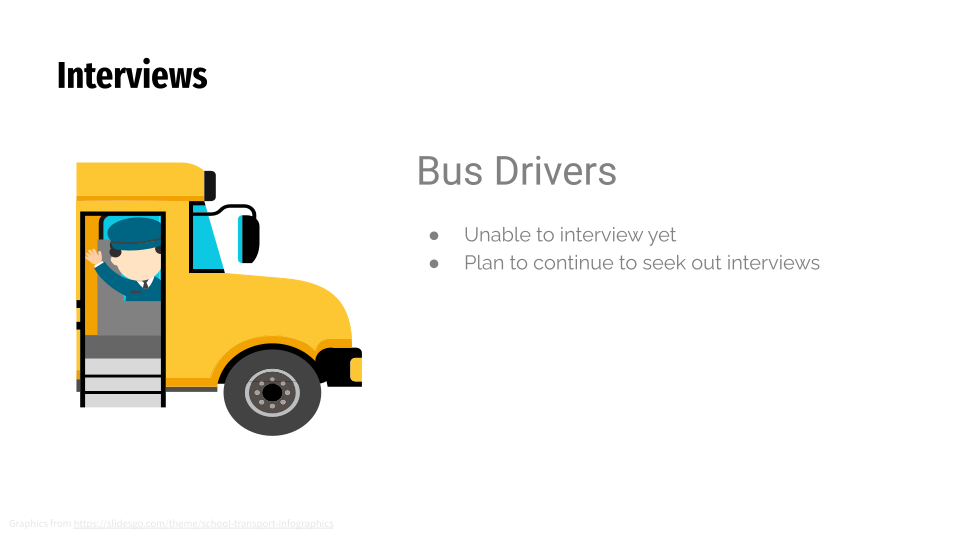 Interviews
Bus Drivers
● Unable to interview yet
● Plan to continue to seek out interviews
Graphics from https://slidesgo.com/theme/school-transport-infographics